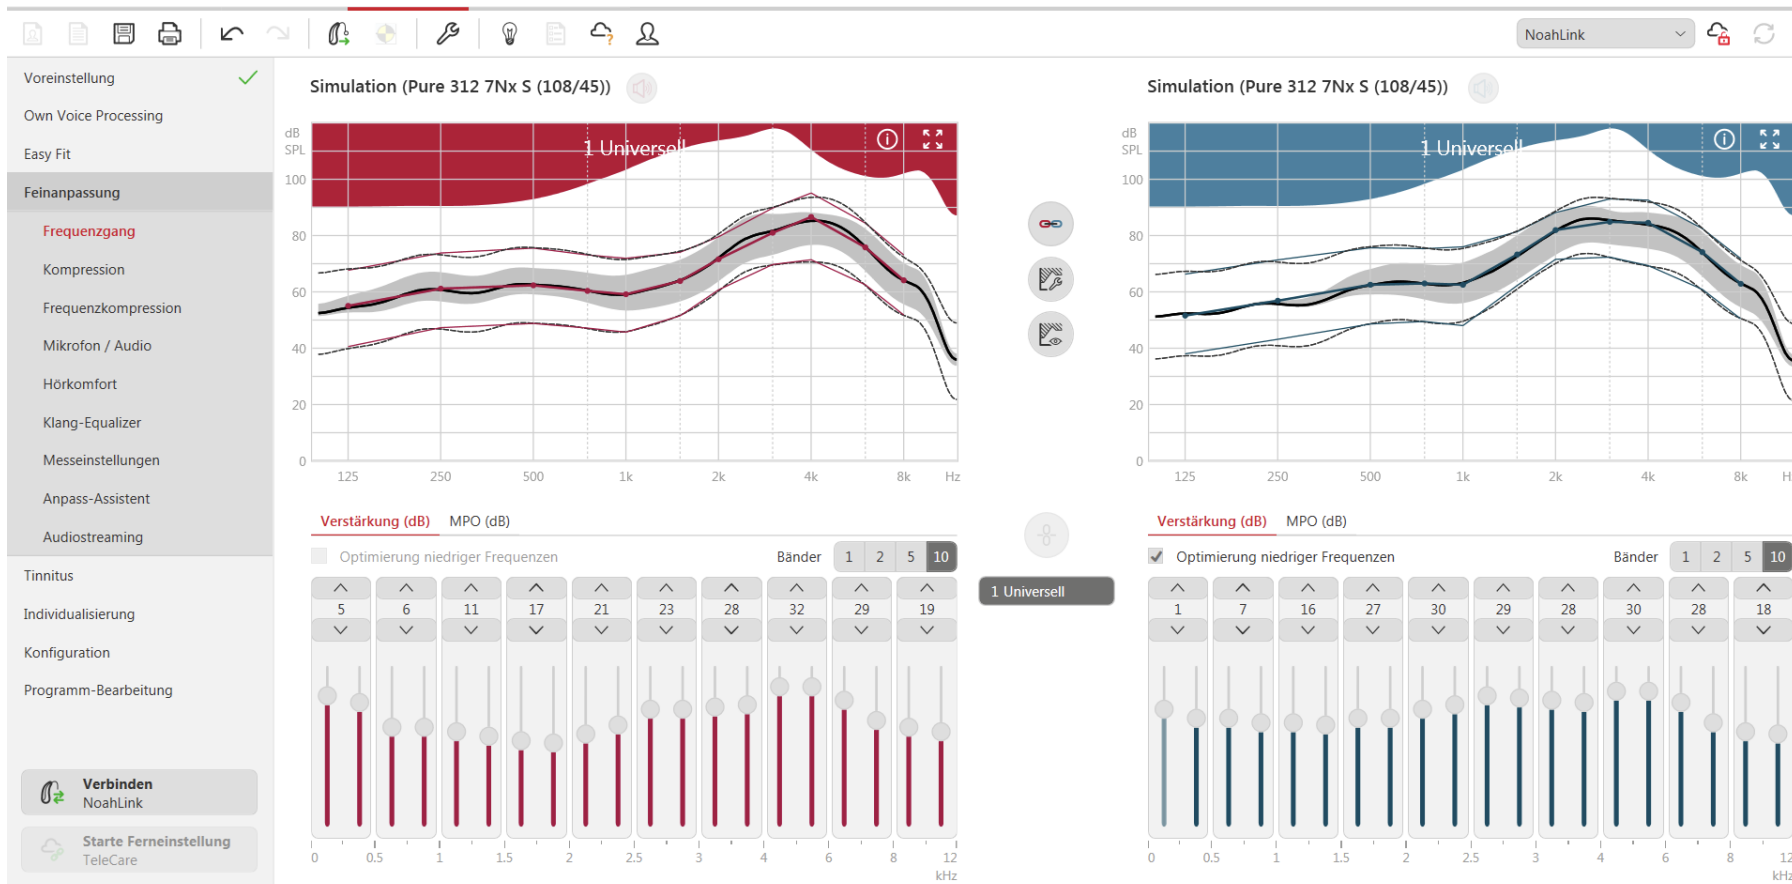 NoahLink
Voreinstellung
Own Voice Processing
Easy Fit
Feinanpassung
Frequenzgang
Kompression
Frequenzkompression
Mikrofon / Audio
Hörkomfort
Klang-Equalizer
Messeinstellungen
Anpass-Assistent
Audiostreaming
Tinnitus
Individualisierung
Konfiguration
Programm-Bearbeitung
Verbinden
NoahLink
Starte Ferneinstellung
TeleCare
Simulation (Pure 312 7Nx S (108/45))
dB
SPL
1 Universell
100
80
60
40
20
0
125 250 500 1k 2k 4k 8k Hz
Verstärkung (dB) MPO (dB)
Optimierung niedriger Frequenzen Bänder 1 2 5 10
5 6 11 17 21 23 28 32 29 19
0 0.5 1 1.5 2 2.5 3 4 6 8 12
kHz
1 Universell
Simulation (Pure 312 7Nx S (108/45))
dB
SPL
1 Universell
100
80
60
40
20
0
125 250 500 1k 2k 4k 8k H
Verstärkung (dB) MPO (dB)
Optimierung niedriger Frequenzen Bänder 1 2 5 10
1 7 16 27 30 29 28 30 28 18
0 0.5 1 1.5 2 2.5 3 4 6 8 12
kHz